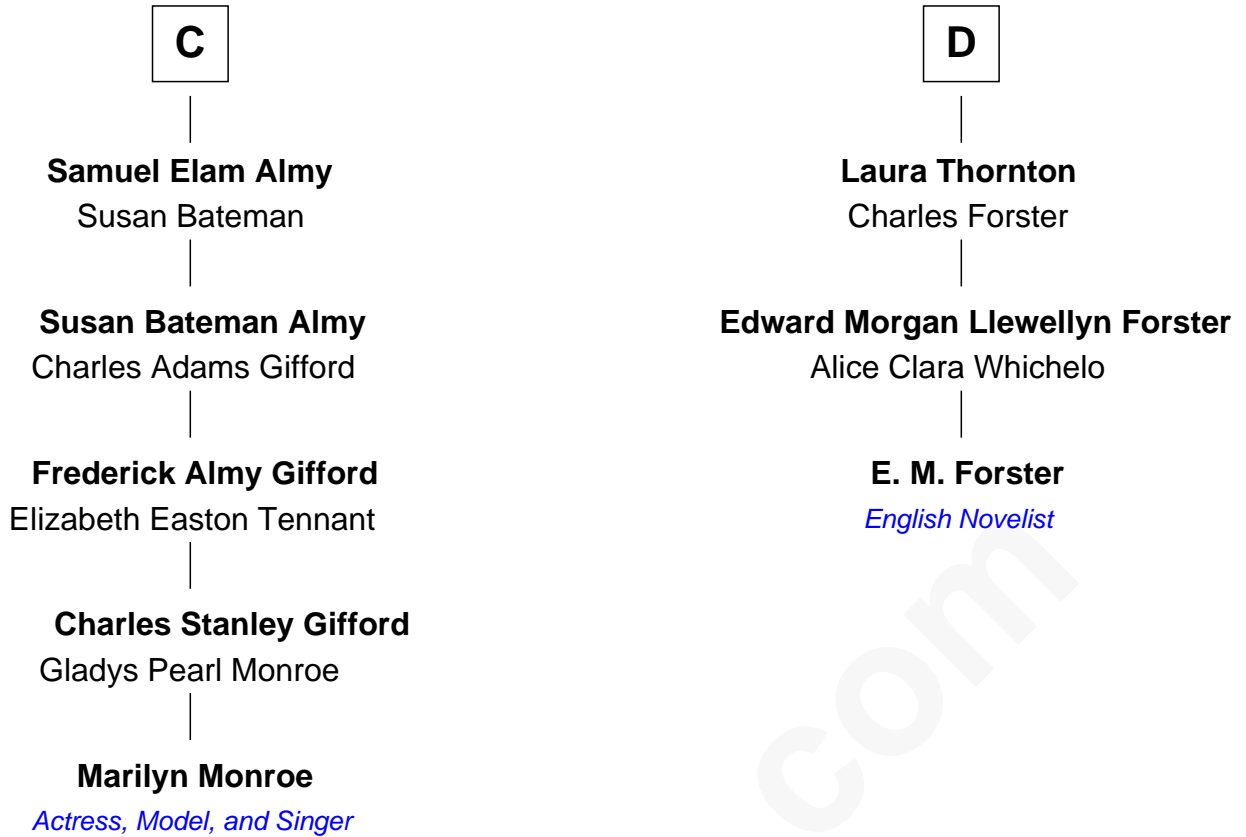 C
Samuel Elam Almy
Susan Bateman
Susan Bateman Almy
Charles Adams Gifford
Frederick Almy Gifford
Elizabeth Easton Tennant
Charles Stanley Gifford
Gladys Pearl Monroe
Marilyn Monroe
Actress, Model, and Singer
D
Laura Thornton
Charles Forster
Edward Morgan Llewellyn Forster
Alice Clara Whichelo
E. M. Forster
English Novelist
com